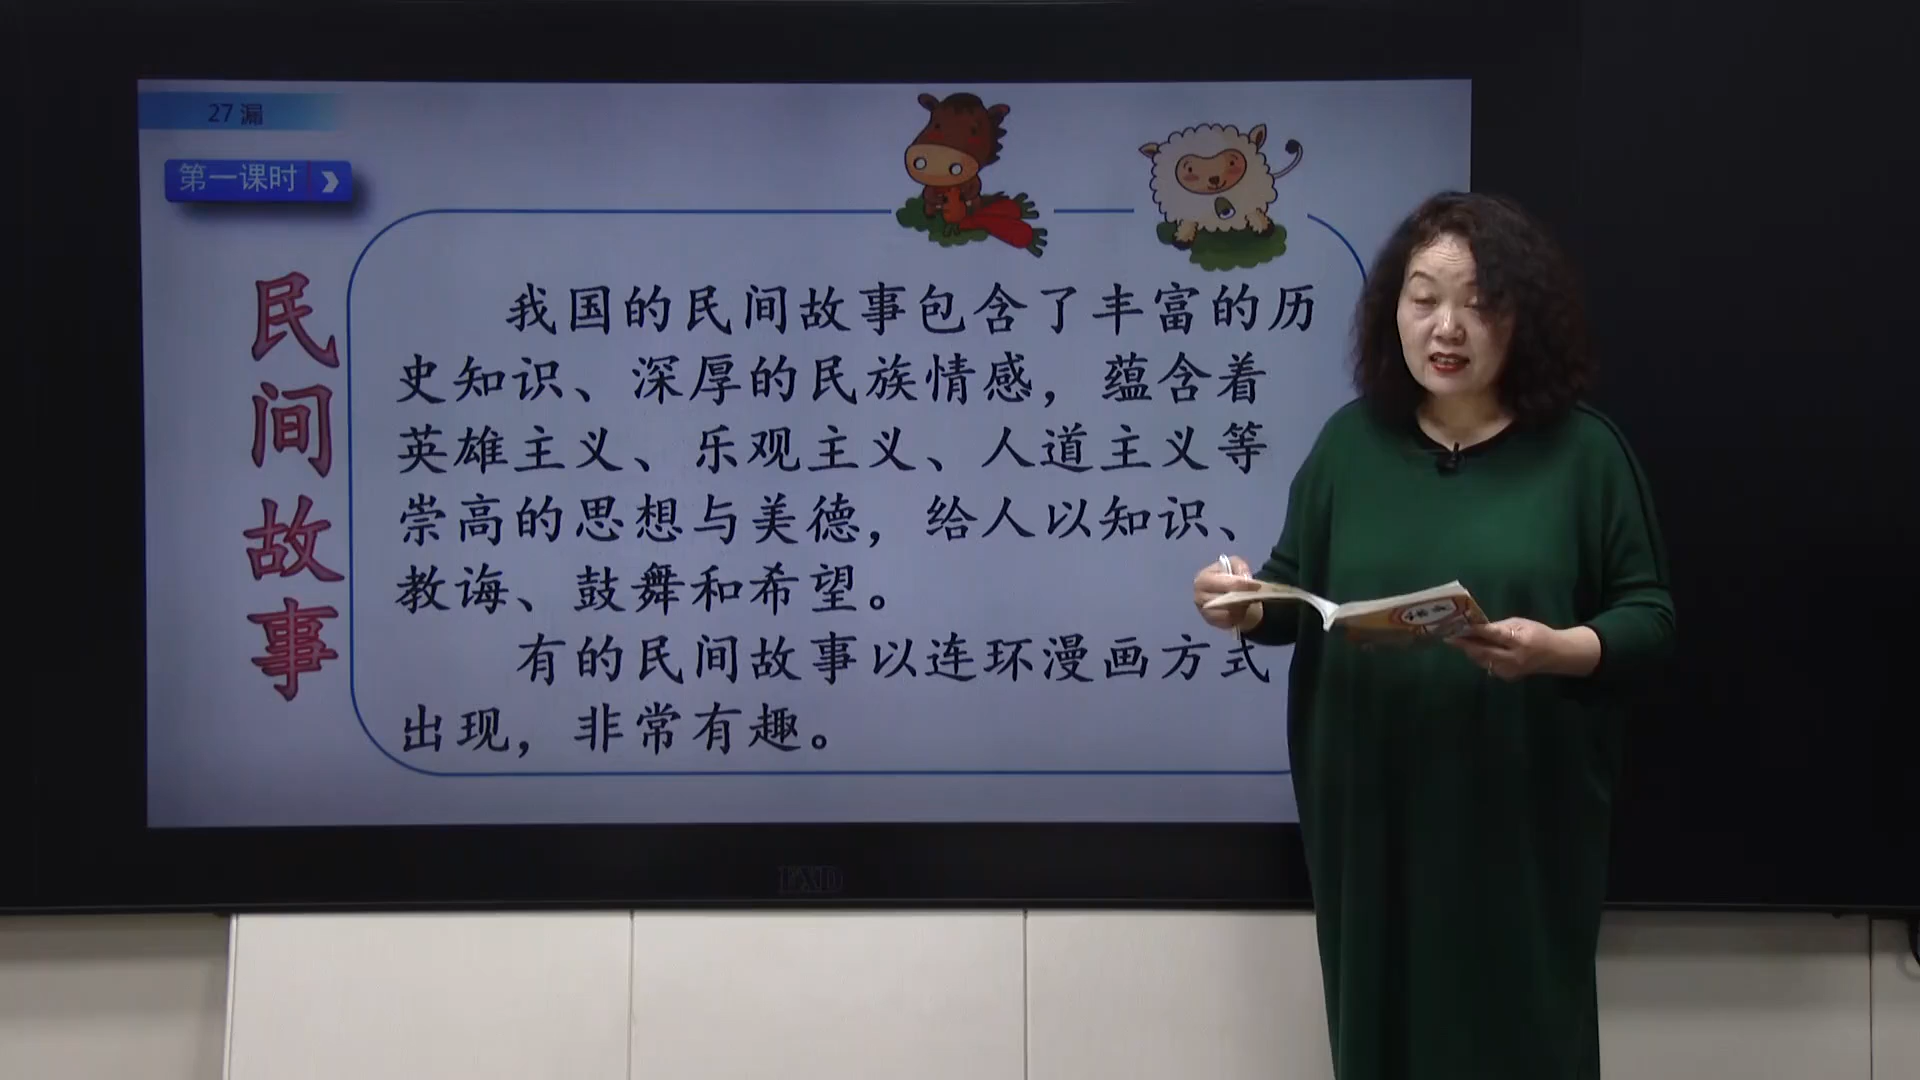 27 漏
第一课时
民间故事
我国的民间故事包含了丰富的历
史知识、深厚的民族情感，蕴含着
英雄主义、乐观主义、人道主义等
崇高的思想与美德，给人以知识、
教诲、鼓舞和希望。
有的民间故事以连环漫画方式
出现，非常有趣。